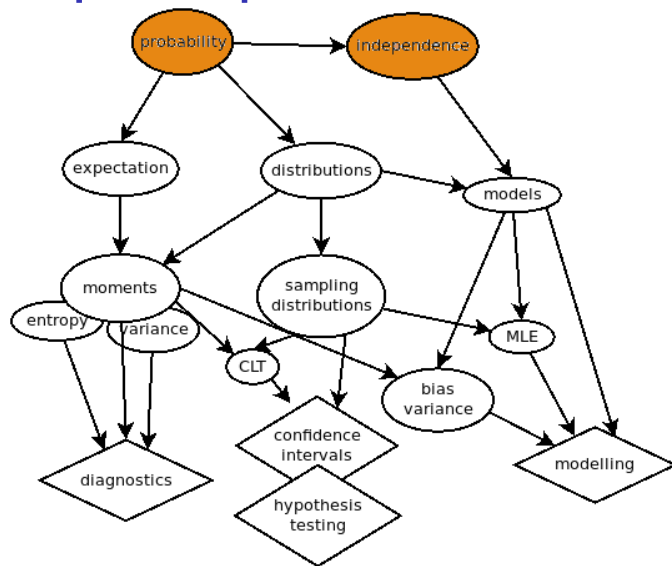 probability
independence
expectation
distributions
models
moments
sampling
distributions
entropy
variance
MLE
CLT
bias
variance
confidence
intervals
modelling
diagnostics
hypothesis
testing